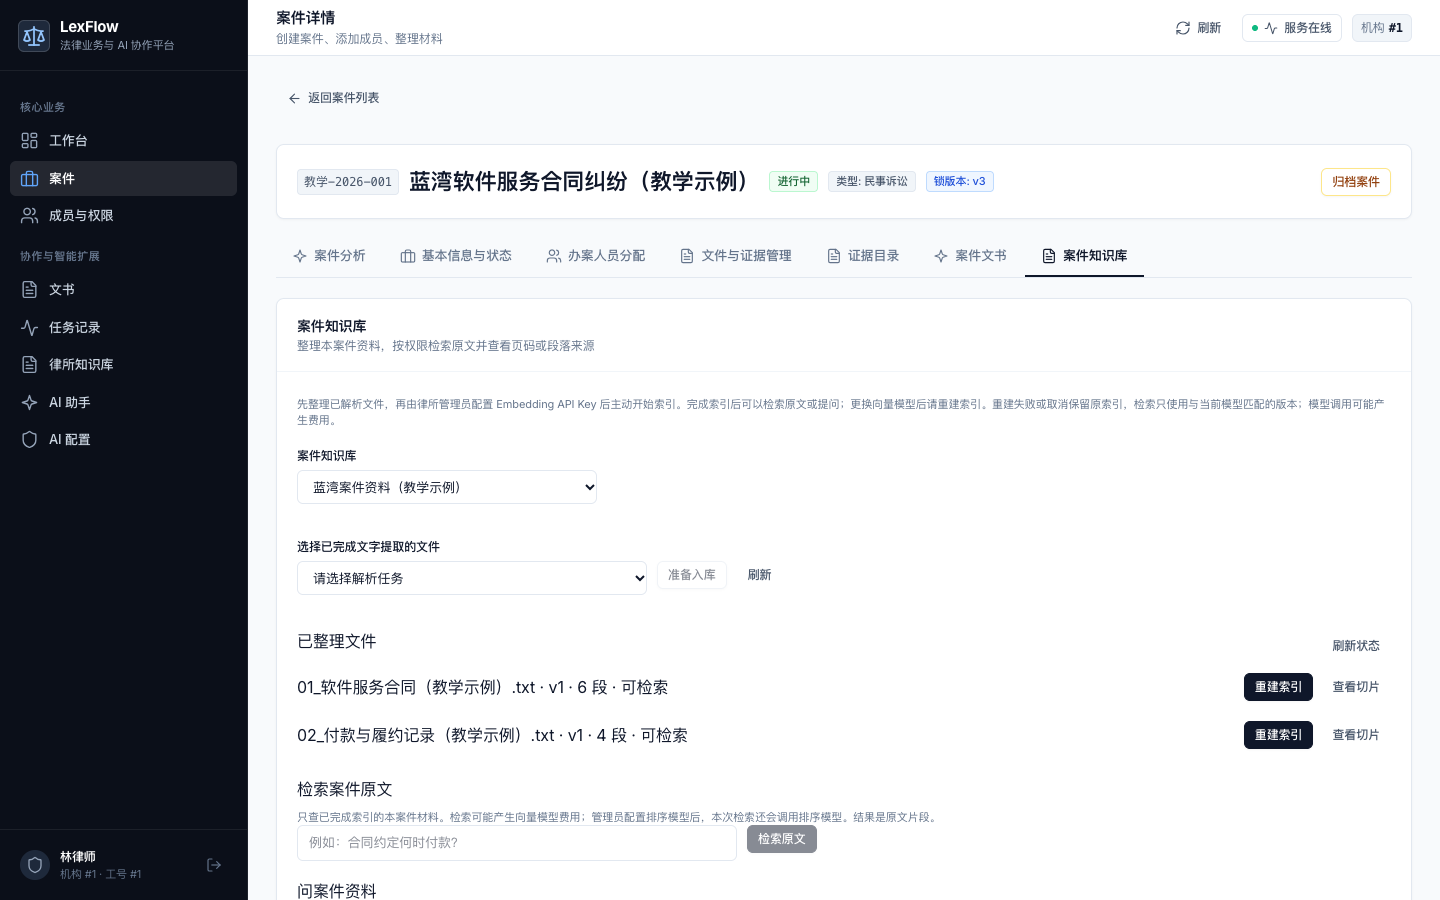 LexFlow
法律业务与 AI 协作平台
核心业务
工作台
案件
成员与权限
协作与智能扩展
文书
任务记录
律所知识库
AI 助手
AI 配置
林律师
机构 #1 · 工号 #1
案件详情
创建案件、添加成员、整理材料
刷新
服务在线
机构 #1
返回案件列表
教学-2026-001
蓝湾软件服务合同纠纷（教学示例）
进行中
类型: 民事诉讼
锁版本: v3
归档案件
案件分析
基本信息与状态
办案人员分配
文件与证据管理
证据目录
案件文书
案件知识库
案件知识库
整理本案件资料，按权限检索原文并查看页码或段落来源
先整理已解析文件，再由律所管理员配置 Embedding API Key 后主动开始索引。完成索引后可以检索原文或提问；更换向量模型后请重建索引。重建失败或取消保留原索引，检索只使用与当前模型匹配的版本；模型调用可能产
生费用。
案件知识库
蓝湾案件资料（教学示例）
选择已完成文字提取的文件
请选择解析任务
准备入库
刷新
已整理文件
刷新状态
01_软件服务合同（教学示例）.txt · v1 · 6 段 · 可检索
重建索引
查看切片
02_付款与履约记录（教学示例）.txt · v1 · 4 段 · 可检索
重建索引
查看切片
检索案件原文
只查已完成索引的本案件材料。检索可能产生向量模型费用；管理员配置排序模型后，本次检索还会调用排序模型。结果是原文片段。
例如：合同约定何时付款？
检索原文
问案件资料